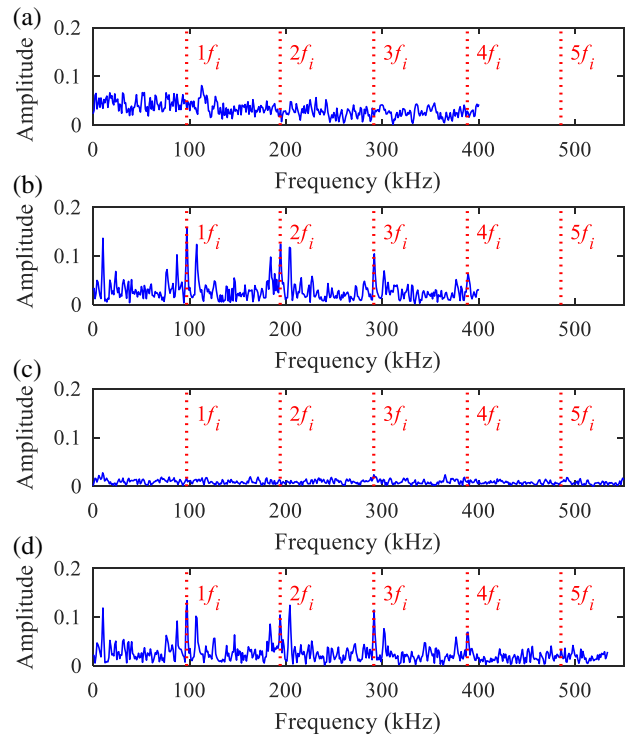 (a)
Amplitude
0.2
0.1
0
1f_i 2f_i 3f_i 4f_i 5f_i
0 100 200 300 400 500
Frequency (kHz)
(b)
Amplitude
0.2
0.1
0
1f_i 2f_i 3f_i 4f_i 5f_i
0 100 200 300 400 500
Frequency (kHz)
(c)
Amplitude
0.2
0.1
0
1f_i 2f_i 3f_i 4f_i 5f_i
0 100 200 300 400 500
Frequency (kHz)
(d)
Amplitude
0.2
0.1
0
1f_i 2f_i 3f_i 4f_i 5f_i
0 100 200 300 400 500
Frequency (kHz)